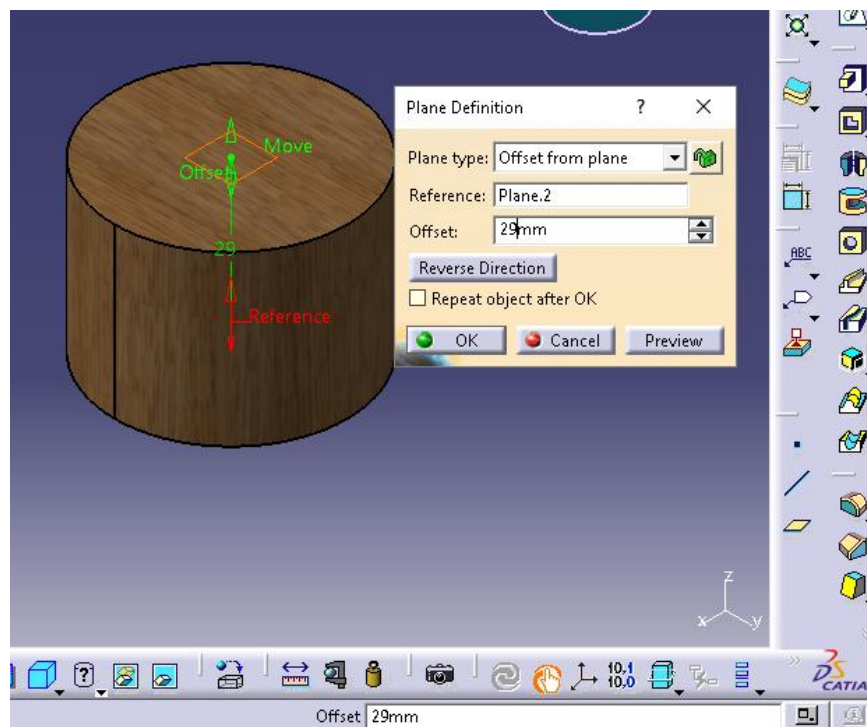 Plane Definition ? X
Plane type: Offset from plane
Reference: Plane.2
Offset: 29mm
Reverse Direction
Repeat object after OK
OK Cancel Preview
Move
Offset
29
Reference
ABC
z
x y
10.1
10.0
DS CATIA
Offset 29mm